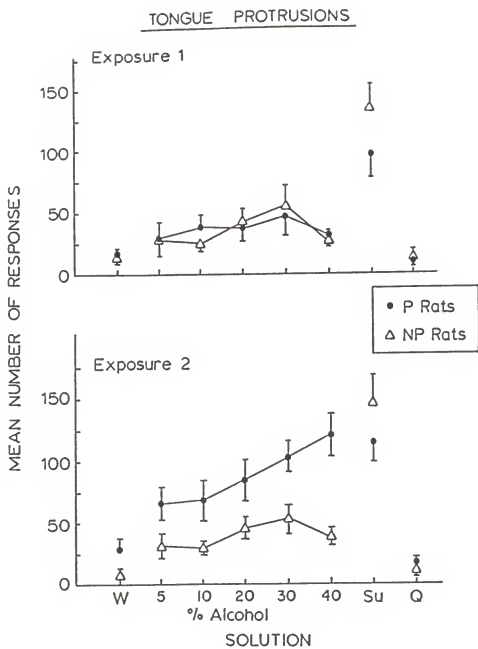 TONGUE PROTRUSIONS
Exposure 1
150
100
50
0
MEAN NUMBER OF RESPONSES
● P Rats
△ NP Rats
Exposure 2
150
100
50
0
W 5 10 20 30 40 Su Q
% Alcohol
SOLUTION